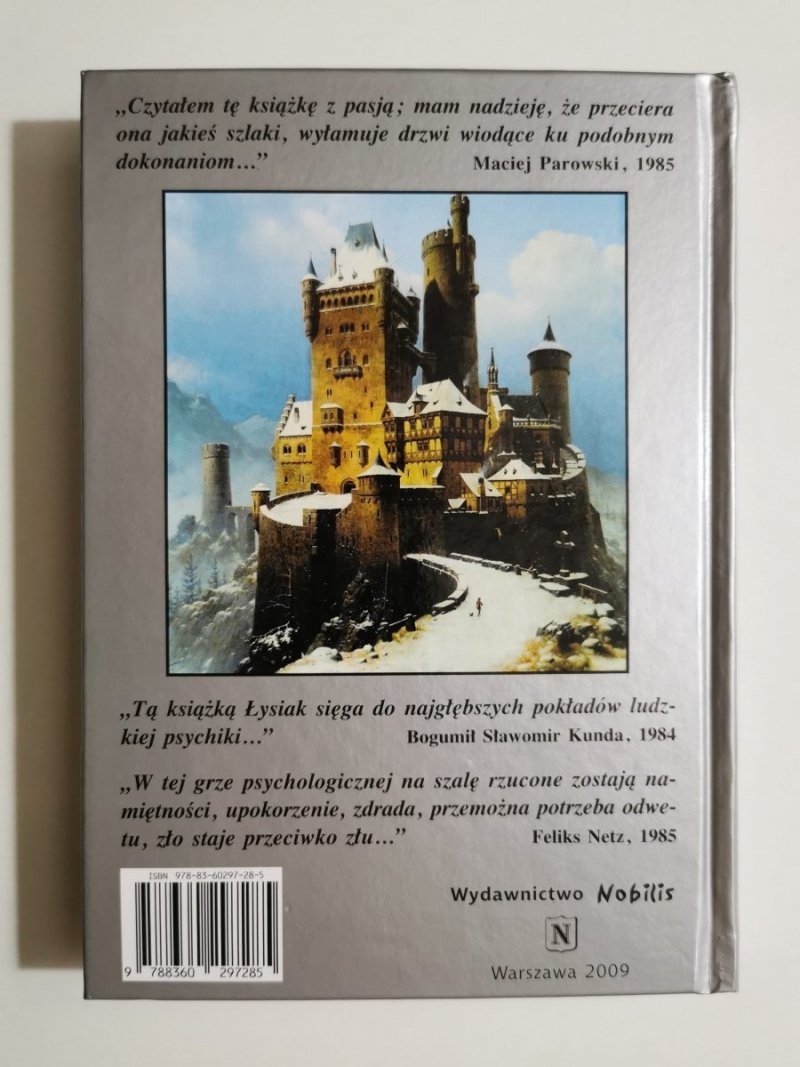 „Czytałem tę książkę z pasją; mam nadzieję, że przeciera
ona jakieś szlaki, wyłamuje drzwi wiodące ku podobnym
dokonaniom...” Maciej Parowski, 1985
„Tą książką Łysiak sięga do najgłębszych pokładów ludz-
kiej psychiki...” Bogumił Sławomir Kunda, 1984
„W tej grze psychologicznej na szalę rzucone zostają na-
miętności, upokorzenie, zdrada, przemożna potrzeba odwe-
tu, zło staje przeciwko złu...” Feliks Netz, 1985
ISBN 978-83-60297-28-5
9 788360 297285
Wydawnictwo Nobilis
N
Warszawa 2009